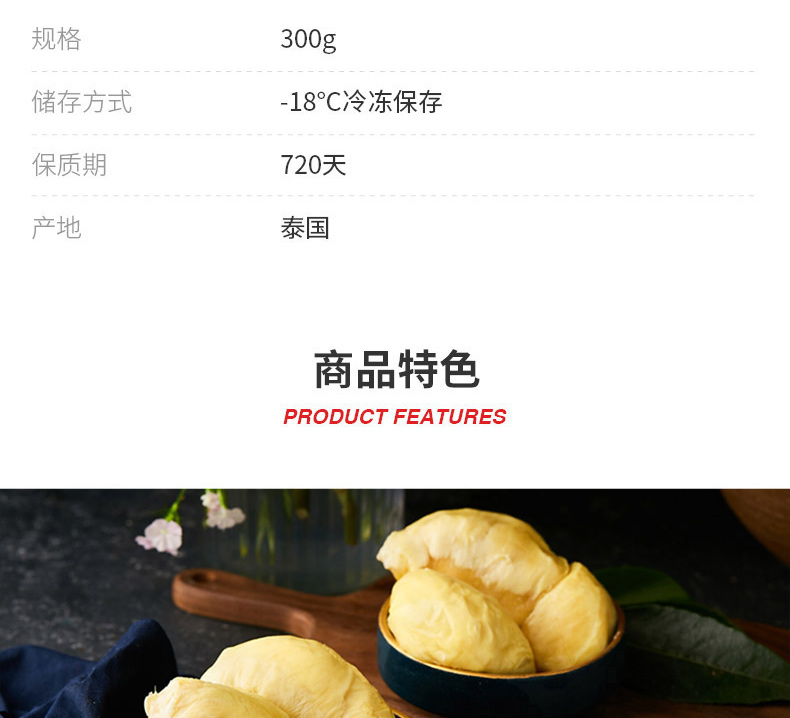 规格
300g
储存方式
-18℃冷冻保存
保质期
720天
产地
泰国
商品特色
PRODUCT FEATURES